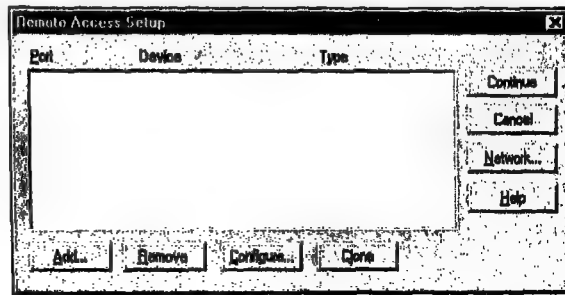 Remote Access Setup
Port Device Type
Continue
Cancel
Network...
Help
Add... Remove Configure... Clone